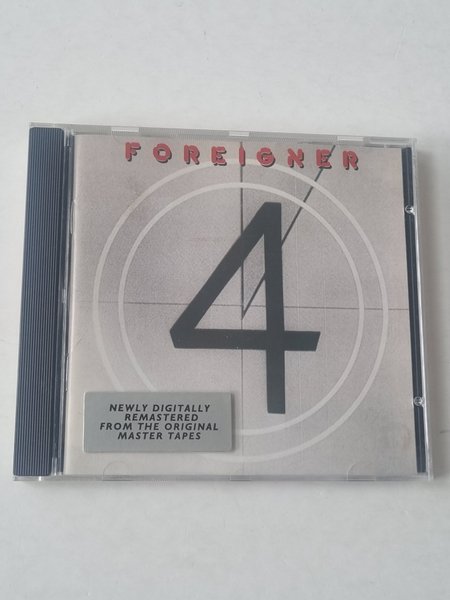 FOREIGNER
4
NEWLY DIGITALLY
REMASTERED
FROM THE ORIGINAL
MASTER TAPES